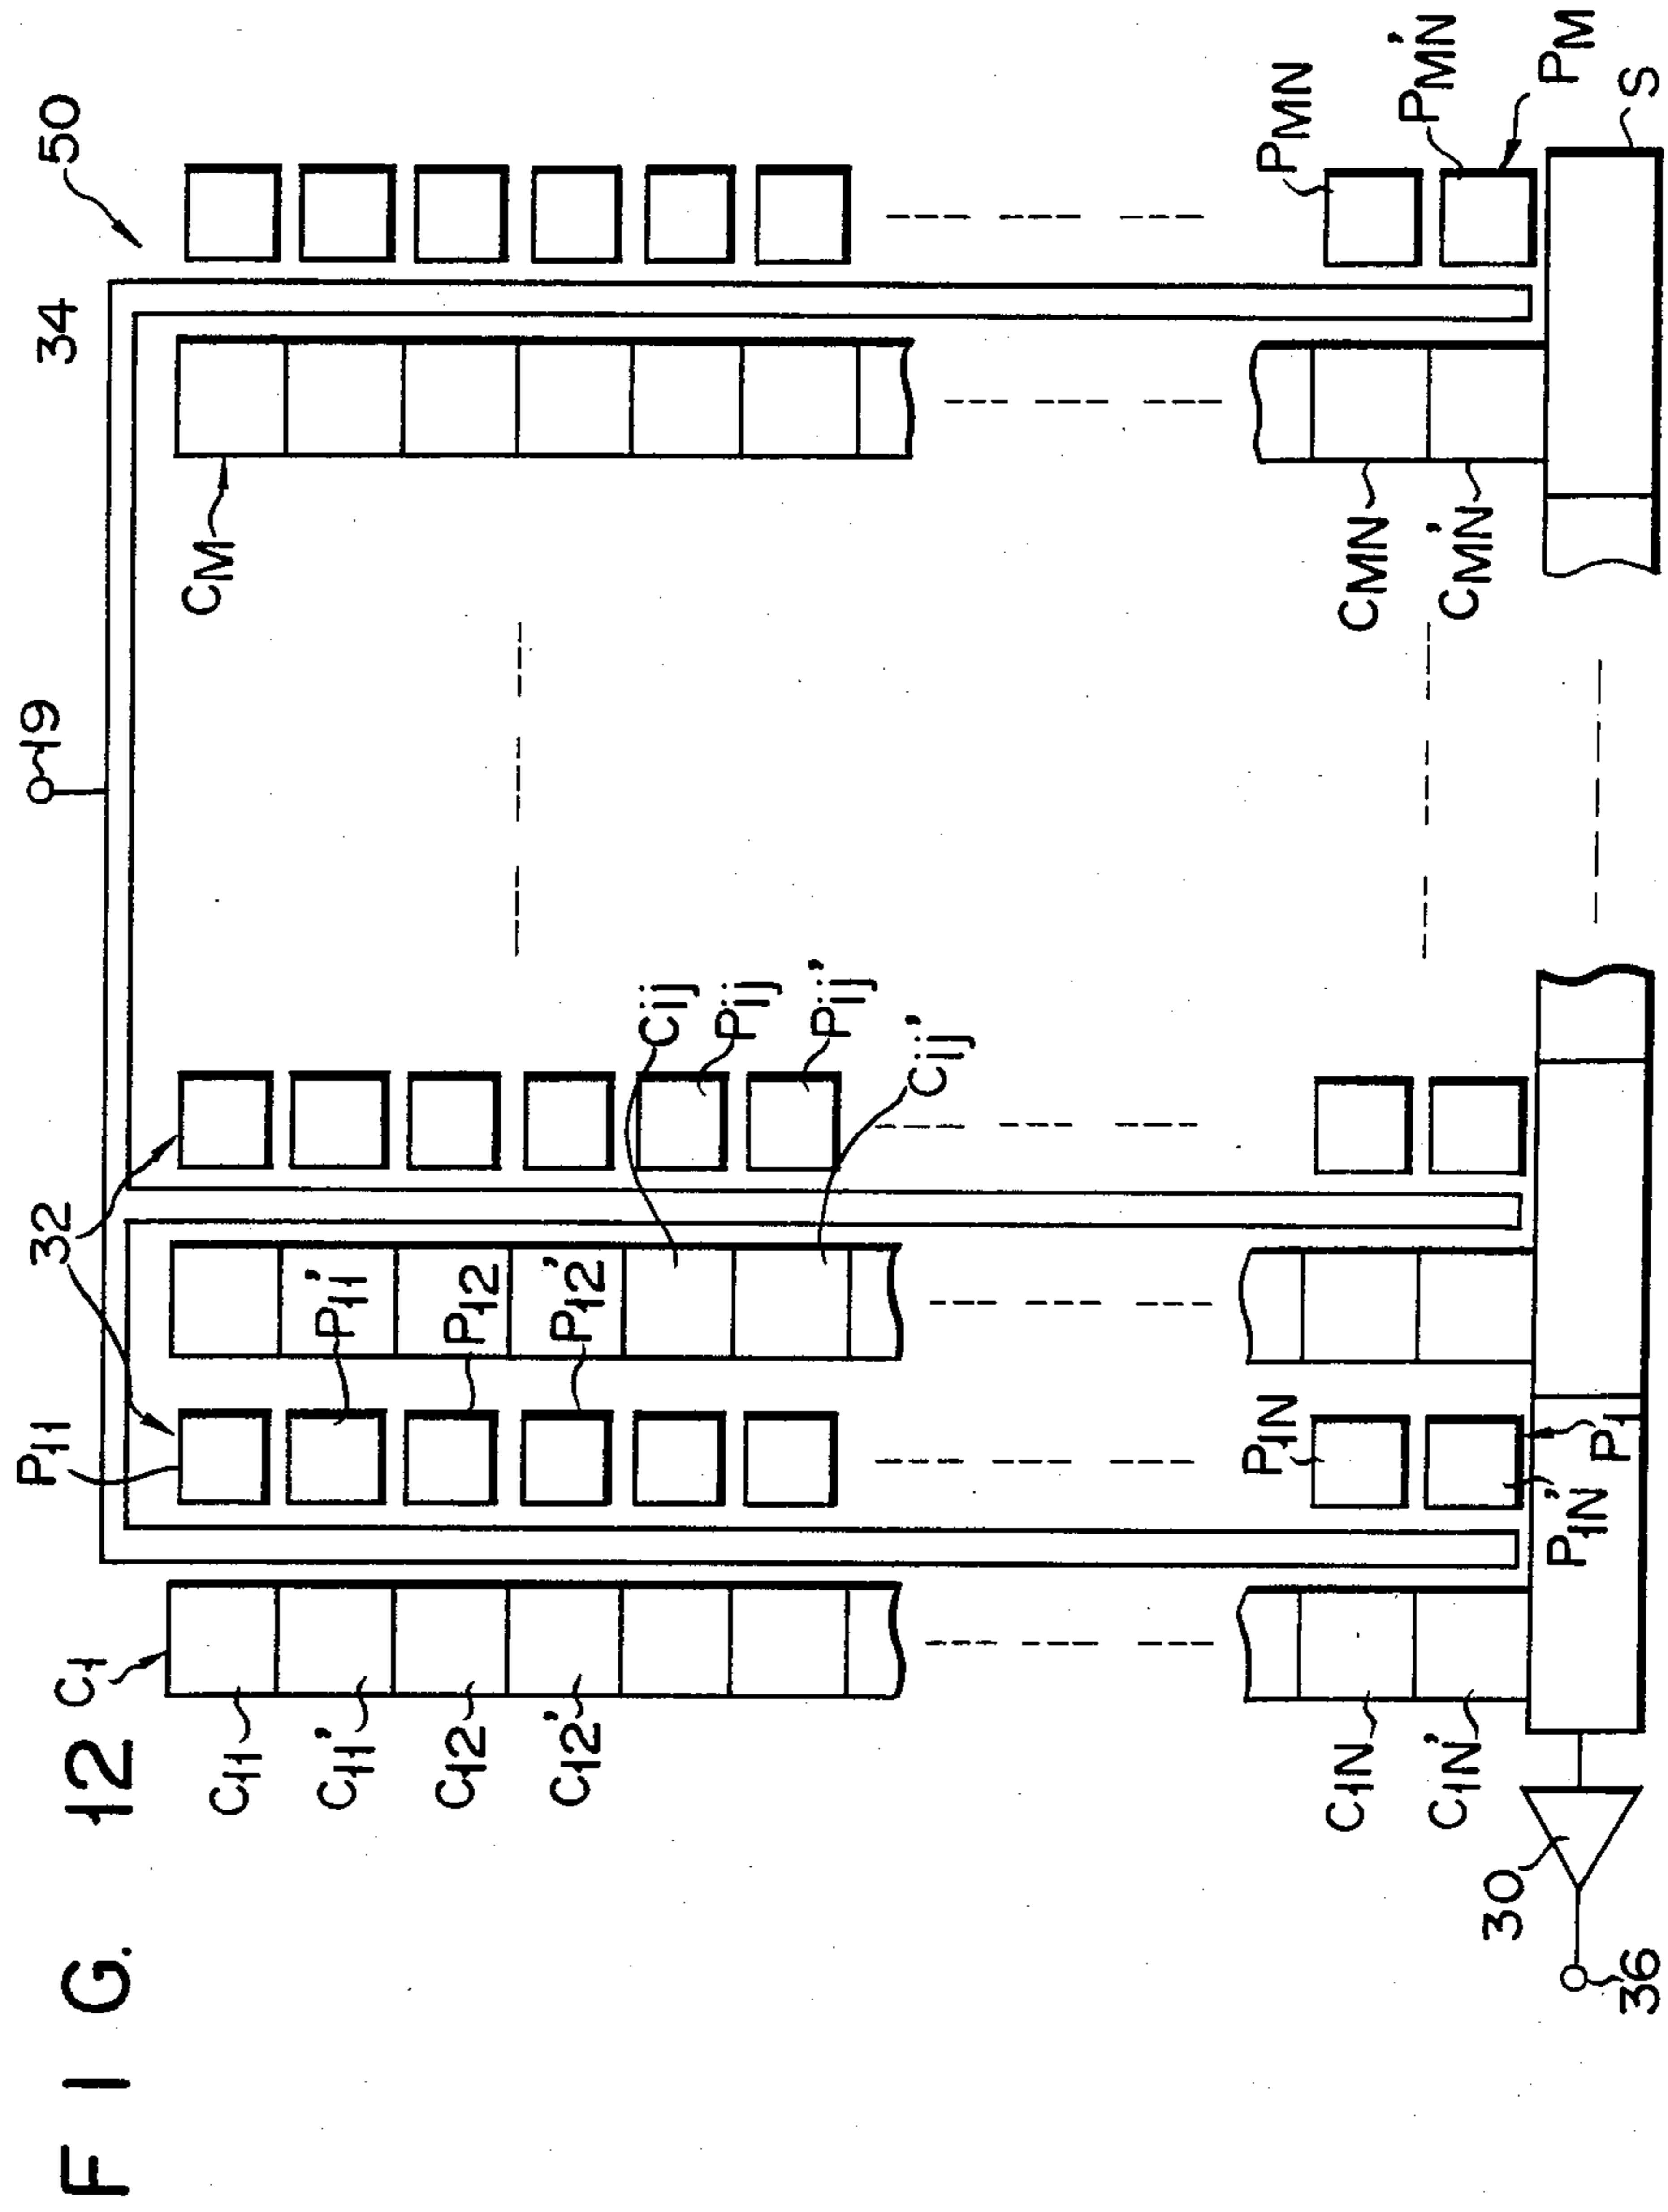 FIG. 12
50
34
19
32
P11
C1
C11
C11'
C12
C12'
P11'
P12
P12'
Cij
Pij
Pij'
Cij'
CM
PMN
PMN'
PM
S
CMN
CMN'
P1N
P1
P1N'
C1N
C1N'
30
36